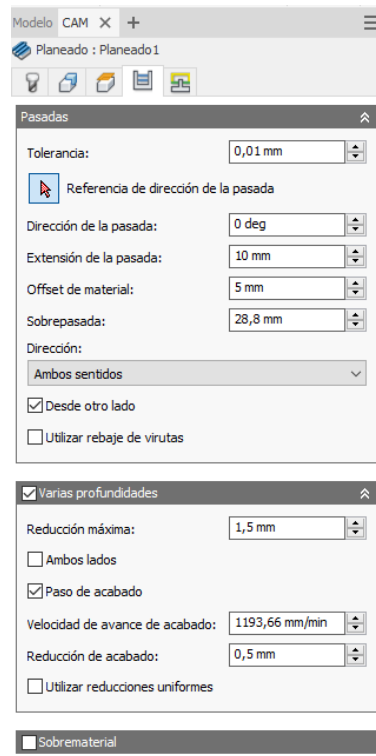 Modelo CAM
Planeado : Planeado1
Pasadas
Tolerancia: 0,01 mm
Referencia de dirección de la pasada
Dirección de la pasada: 0 deg
Extensión de la pasada: 10 mm
Offset de material: 5 mm
Sobrepasada: 28,8 mm
Dirección:
Ambos sentidos
Desde otro lado
Utilizar rebaje de virutas
Varias profundidades
Reducción máxima: 1,5 mm
Ambos lados
Paso de acabado
Velocidad de avance de acabado: 1193,66 mm/min
Reducción de acabado: 0,5 mm
Utilizar reducciones uniformes
Sobrematerial